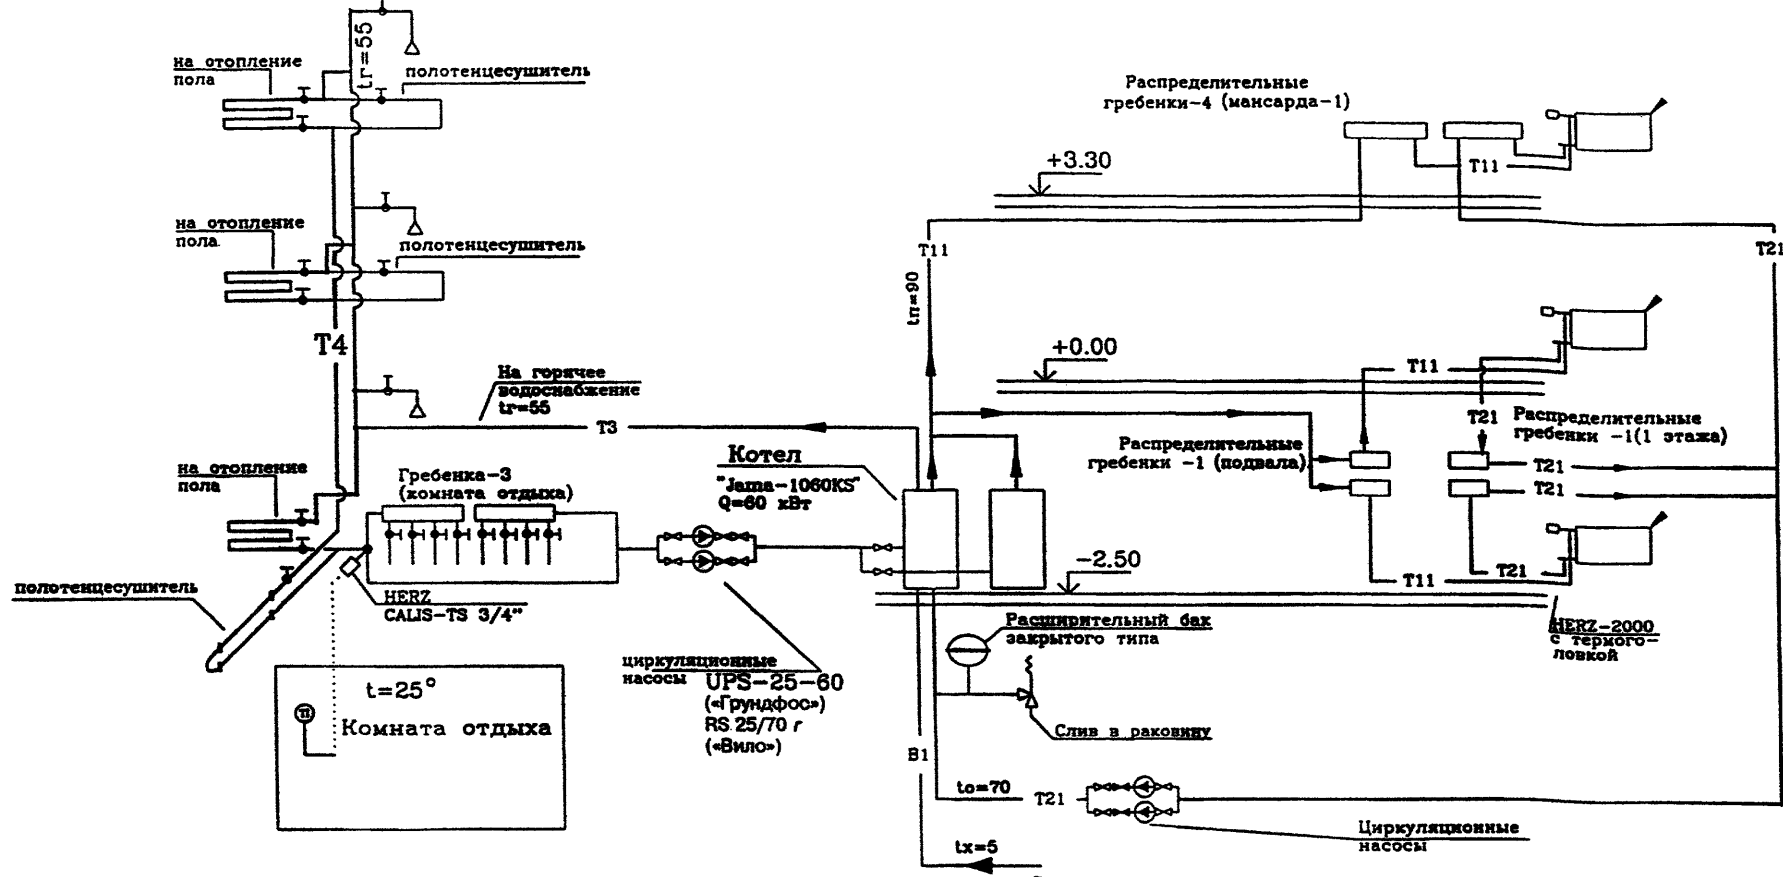 tг=55
на отопление
пола
полотенцесушитель
Распределительные
гребенки-4 (мансарда-1)
+3.30
T11
на отопление
пола
полотенцесушитель
T11
T21
tп=90
T4
+0.00
T11
На горячее
водоснабжение
tг=55
T3
T21
Распределительные
гребенки -1(1 этажа)
Распределительные
гребенки -1 (подвала)
Котел
"Jama-1060KS"
Q=60 кВт
T21
T21
на отопление
пола
Гребенка-3
(комната отдыха)
-2.50
T21
T11
полотенцесушитель
HERZ
CALIS-TS 3/4"
Расширительный бак
закрытого типа
HERZ-2000
с термого-
ловкой
циркуляционные
насосы UPS-25-60
(«Грундфос»)
RS 25/70 r
(«Вило»)
t=25°
π
Комната отдыха
Слив в раковину
B1
to=70
T21
Циркуляционные
насосы
tx=5